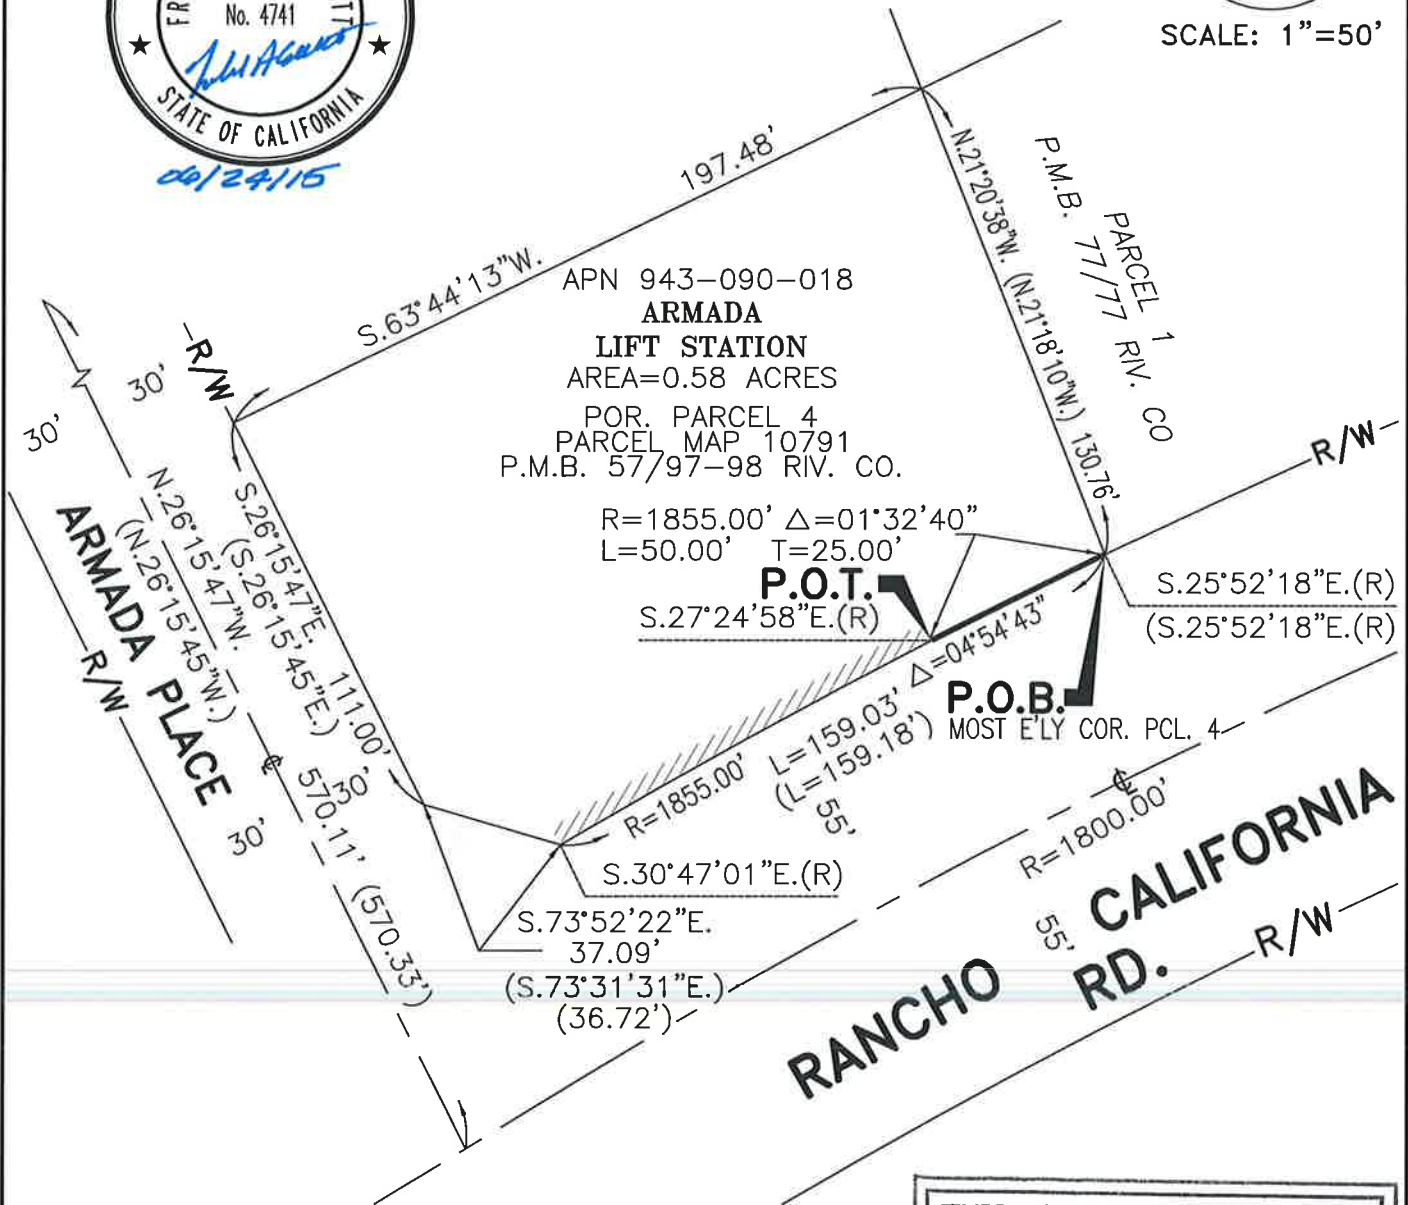 No. 4741
STATE OF CALIFORNIA
06/24/15
SCALE: 1"=50'
197.48'
S.63°44'13"W.
N.21°20'38"W. (N.21°18'10"W.) 130.76'
PARCEL 1
P.M.B. 77/77 RIV. CO
APN 943-090-018
ARMADA
LIFT STATION
AREA=0.58 ACRES
POR. PARCEL 4
PARCEL MAP 10791
P.M.B. 57/97-98 RIV. CO.
R/W
30'
30'
R/W
R=1855.00' △=01°32'40"
L=50.00' T=25.00'
P.O.T.
S.27°24'58"E.(R)
S.25°52'18"E.(R)
(S.25°52'18"E.(R)
N.26°15'47"W.
(N.26°15'45"W.)
S.26°15'47"E. 111.00'
(S.26°15'45"E.)
ARMADA PLACE
R/W
△=04°54'43"
P.O.B.
MOST E'LY COR. PCL. 4
R=1855.00' L=159.03'
(L=159.18')
55'
℄
570.11' (570.33')
30'
30'
℄
R=1800.00'
S.30°47'01"E.(R)
S.73°52'22"E.
37.09'
(S.73°31'31"E.)
(36.72')
55'
R/W
RANCHO CALIFORNIA
RD.